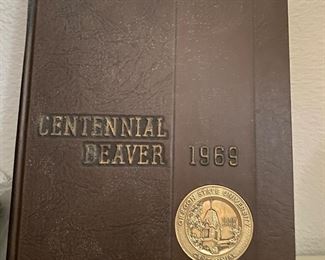 CENTENNIAL
BEAVER 1969
OREGON STATE UNIVERSITY